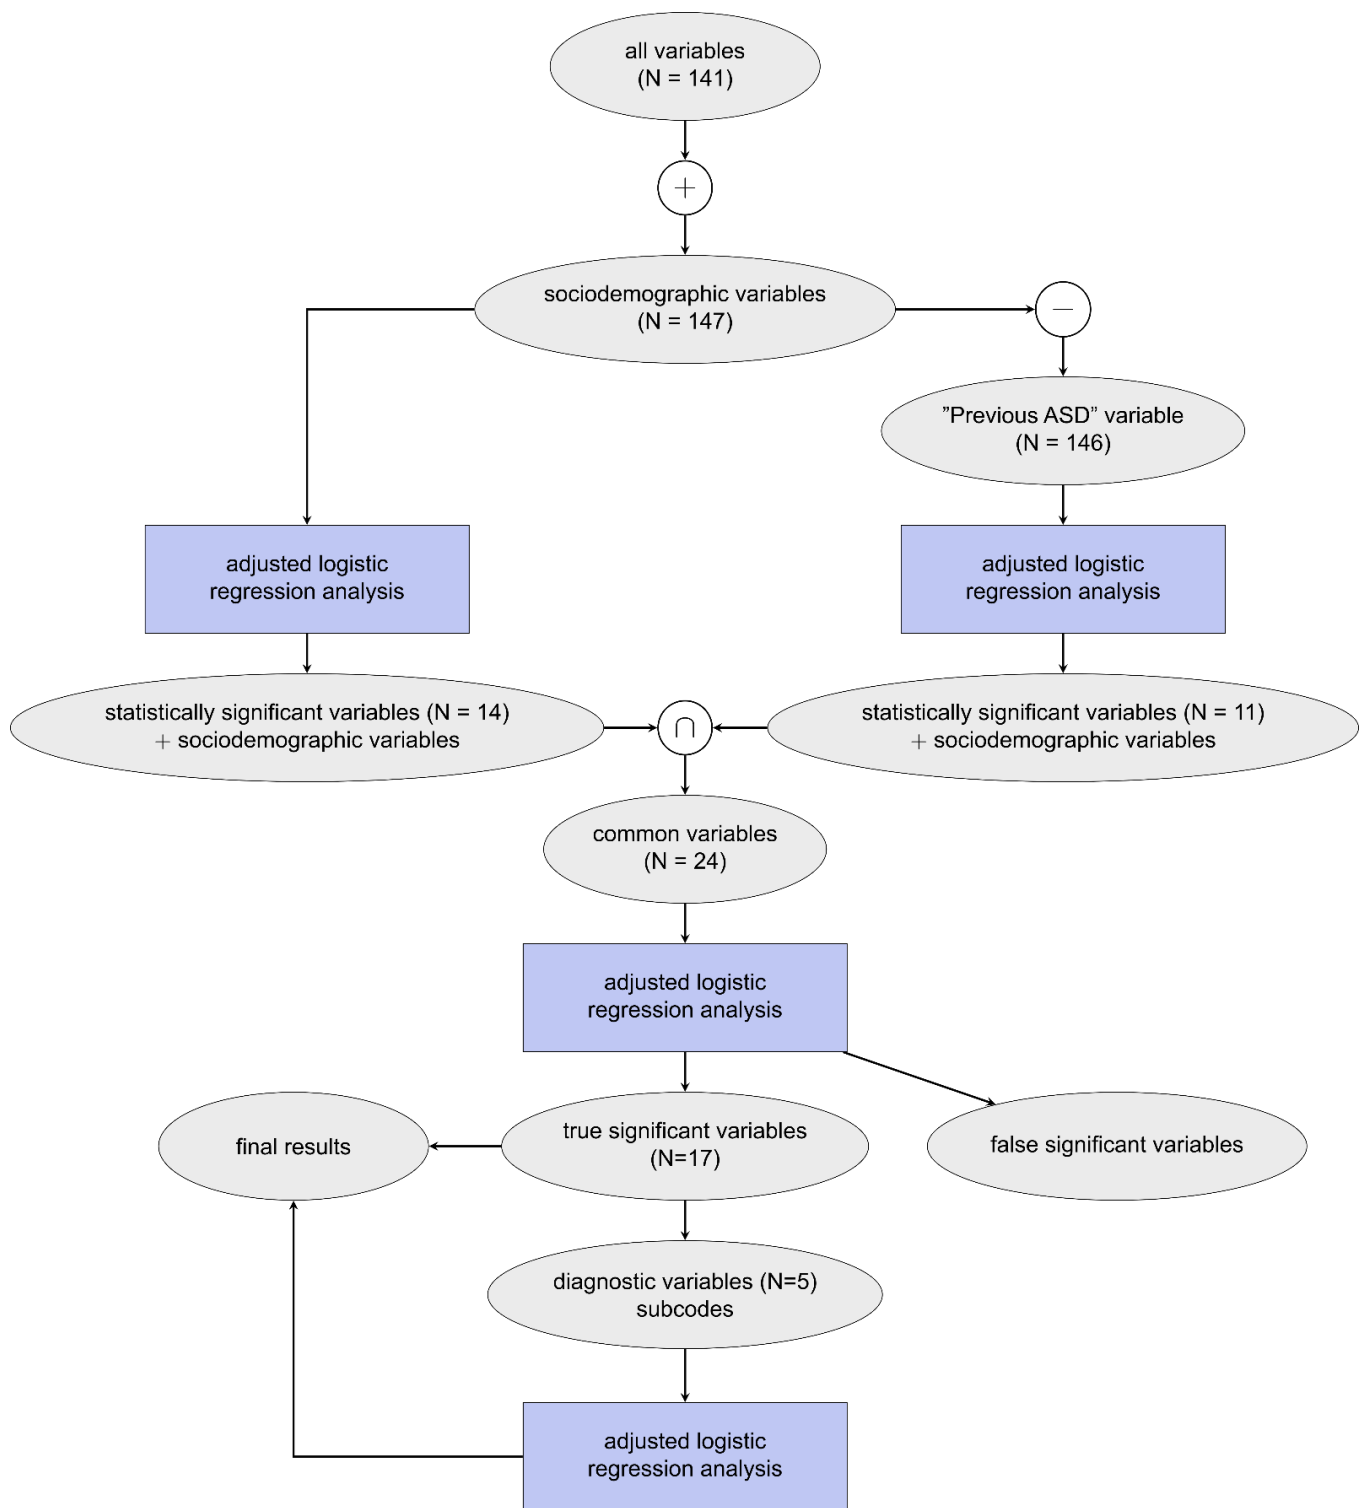 all variables
(N = 141)
+
sociodemographic variables
(N = 147)
−
”Previous ASD” variable
(N = 146)
adjusted logistic
regression analysis
adjusted logistic
regression analysis
statistically significant variables (N = 14)
+ sociodemographic variables
∩
statistically significant variables (N = 11)
+ sociodemographic variables
common variables
(N = 24)
adjusted logistic
regression analysis
final results
true significant variables
(N=17)
false significant variables
diagnostic variables (N=5)
subcodes
adjusted logistic
regression analysis